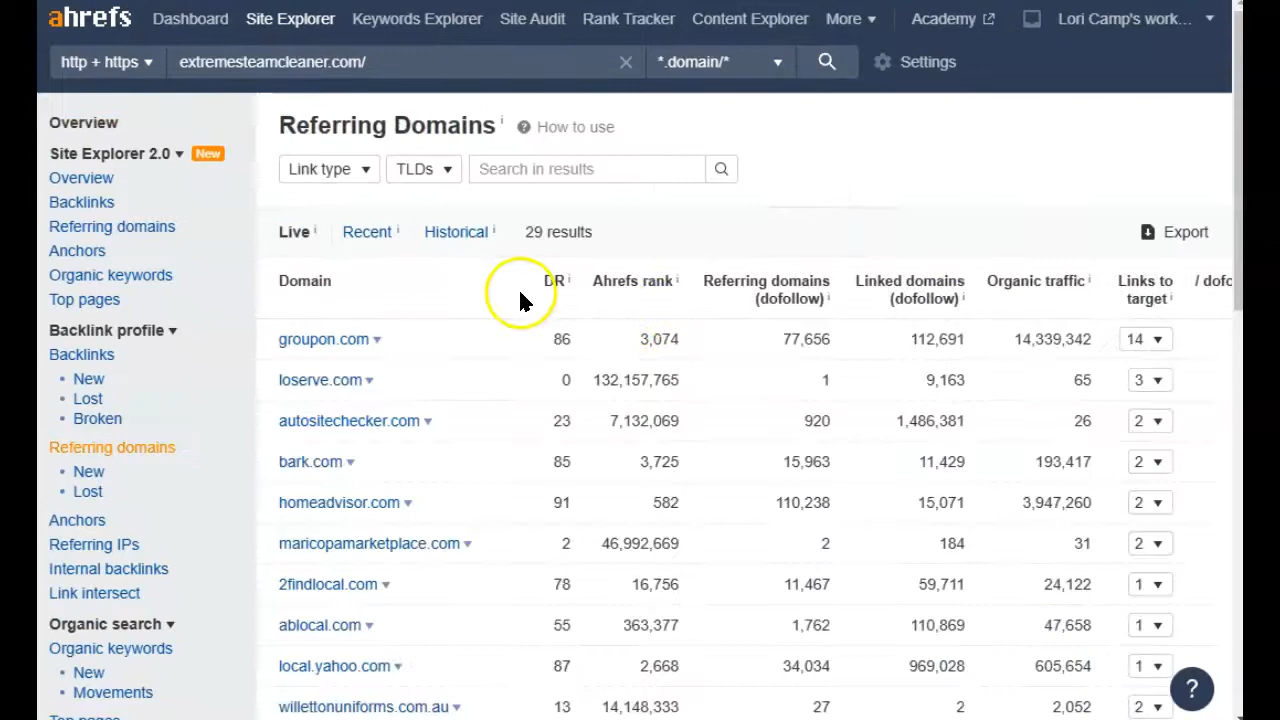 ahrefs Dashboard Site Explorer Keywords Explorer Site Audit Rank Tracker Content Explorer More Academy Lori Camp's work...
http + https extremesteamcleaner.com/ *.domain/* Settings
Overview
Site Explorer 2.0 New
Overview
Backlinks
Referring domains
Anchors
Organic keywords
Top pages
Backlink profile
Backlinks
• New
• Lost
• Broken
Referring domains
• New
• Lost
Anchors
Referring IPs
Internal backlinks
Link intersect
Organic search
Organic keywords
• New
• Movements
Referring Domains i ? How to use
Link type TLDs Search in results
Live i Recent i Historical i 29 results Export
Domain DR i Ahrefs rank i Referring domains (dofollow) i Linked domains (dofollow) i Organic traffic i Links to target i / dofo
groupon.com 86 3,074 77,656 112,691 14,339,342 14
loserve.com 0 132,157,765 1 9,163 65 3
autositechecker.com 23 7,132,069 920 1,486,381 26 2
bark.com 85 3,725 15,963 11,429 193,417 2
homeadvisor.com 91 582 110,238 15,071 3,947,260 2
maricopamarketplace.com 2 46,992,669 2 184 31 2
2findlocal.com 78 16,756 11,467 59,711 24,122 1
ablocal.com 55 363,377 1,762 110,869 47,658 1
local.yahoo.com 87 2,668 34,034 969,028 605,654 1
willettonuniforms.com.au 13 14,148,333 27 2 2,052 2
?